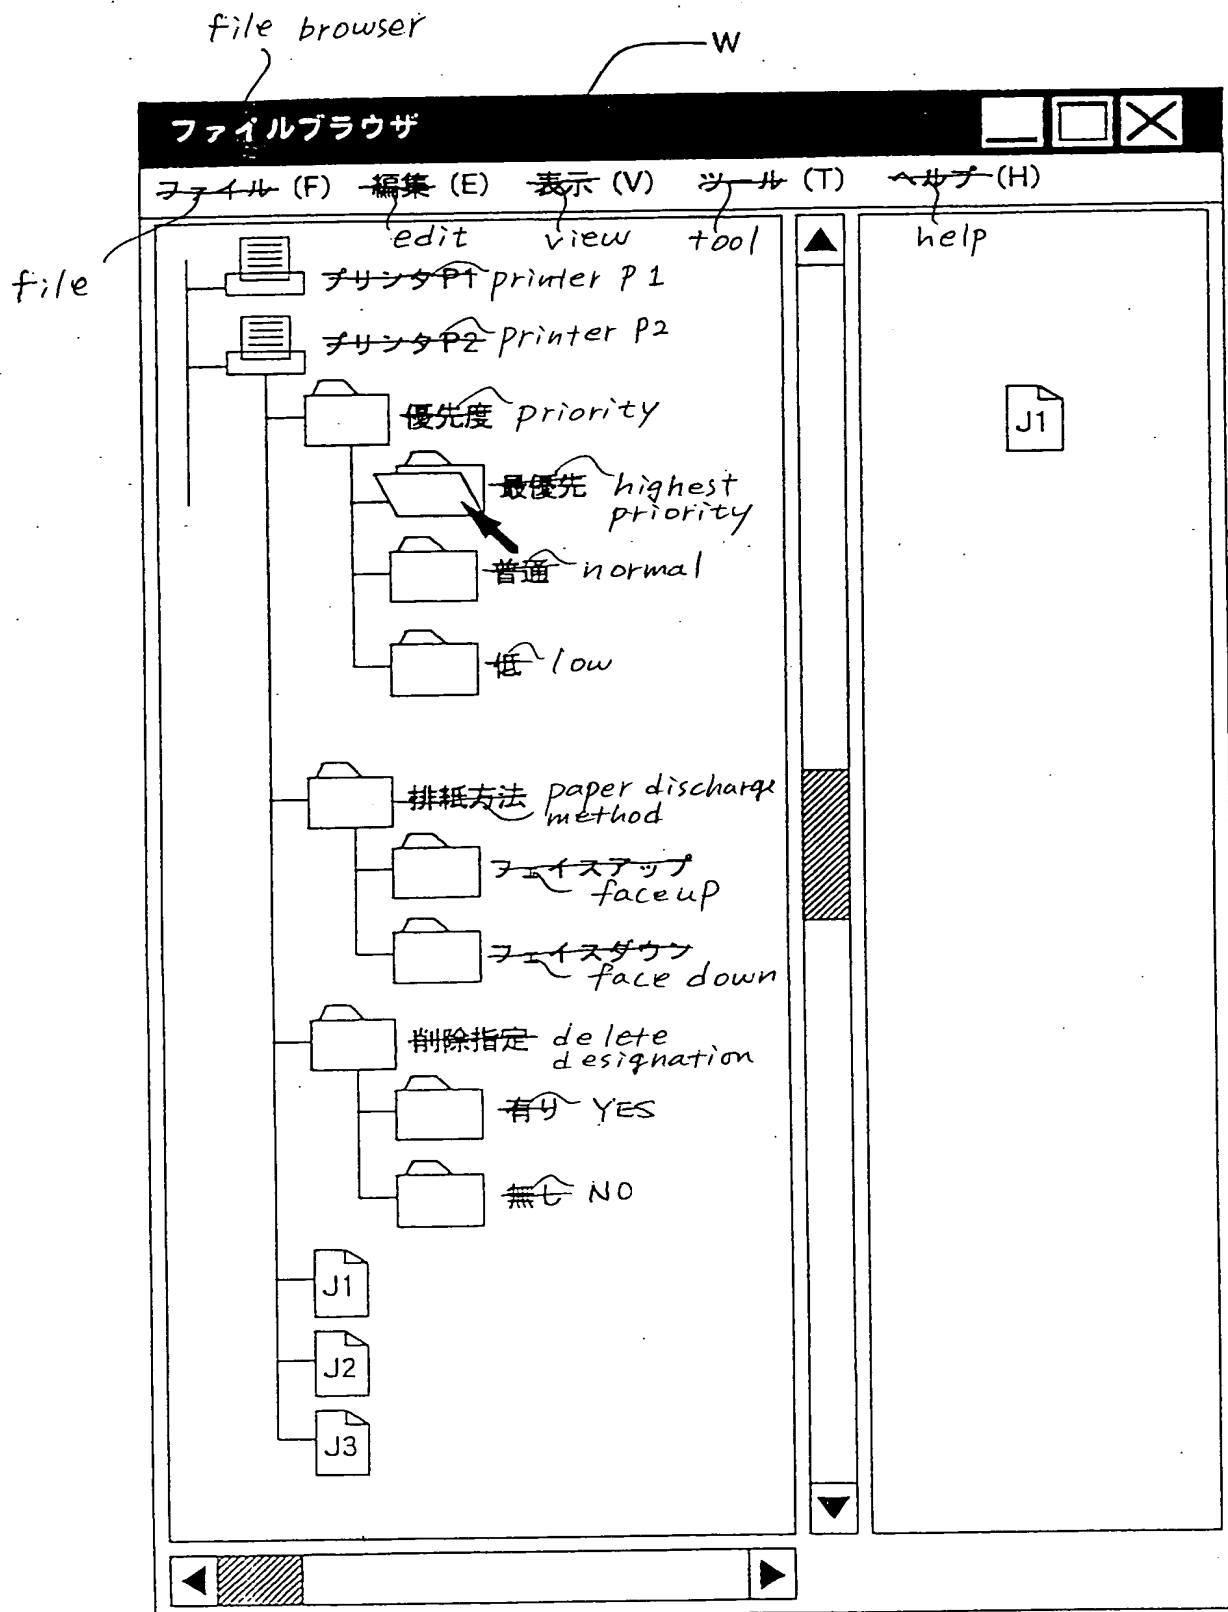 file browser
W
ファイルブラウザ
ファイル (F) 編集 (E) 表示 (V) ツール (T) ヘルプ (H)
file edit view tool help
プリンタP1 printer P1
プリンタP2 printer P2
優先度 priority
J1
最優先 highest
priority
普通 normal
低 low
排紙方法 paper discharge
method
フェイスアップ
face up
フェイスダウン
face down
削除指定 delete
designation
有り YES
無し NO
J1
J2
J3